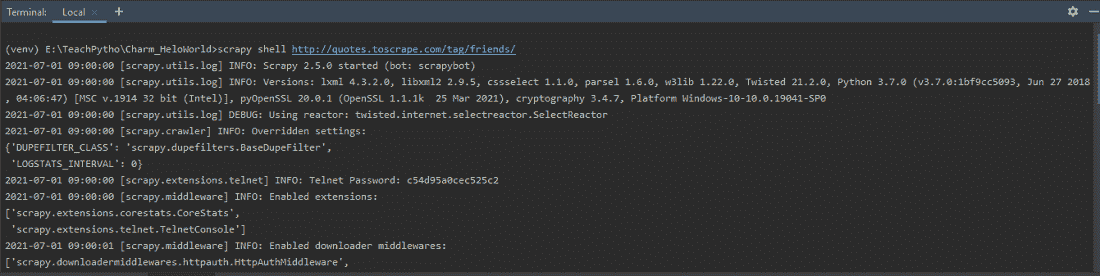 Terminal: Local × +
(venv) E:\TeachPytho\Charm_HeloWorld>scrapy shell http://quotes.toscrape.com/tag/friends/
2021-07-01 09:00:00 [scrapy.utils.log] INFO: Scrapy 2.5.0 started (bot: scrapybot)
2021-07-01 09:00:00 [scrapy.utils.log] INFO: Versions: lxml 4.3.2.0, libxml2 2.9.5, cssselect 1.1.0, parsel 1.6.0, w3lib 1.22.0, Twisted 21.2.0, Python 3.7.0 (v3.7.0:1bf9cc5093, Jun 27 2018
, 04:06:47) [MSC v.1914 32 bit (Intel)], pyOpenSSL 20.0.1 (OpenSSL 1.1.1k  25 Mar 2021), cryptography 3.4.7, Platform Windows-10-10.0.19041-SP0
2021-07-01 09:00:00 [scrapy.utils.log] DEBUG: Using reactor: twisted.internet.selectreactor.SelectReactor
2021-07-01 09:00:00 [scrapy.crawler] INFO: Overridden settings:
{'DUPEFILTER_CLASS': 'scrapy.dupefilters.BaseDupeFilter',
 'LOGSTATS_INTERVAL': 0}
2021-07-01 09:00:00 [scrapy.extensions.telnet] INFO: Telnet Password: c54d95a0cec525c2
2021-07-01 09:00:00 [scrapy.middleware] INFO: Enabled extensions:
['scrapy.extensions.corestats.CoreStats',
 'scrapy.extensions.telnet.TelnetConsole']
2021-07-01 09:00:01 [scrapy.middleware] INFO: Enabled downloader middlewares:
['scrapy.downloadermiddlewares.httpauth.HttpAuthMiddleware',